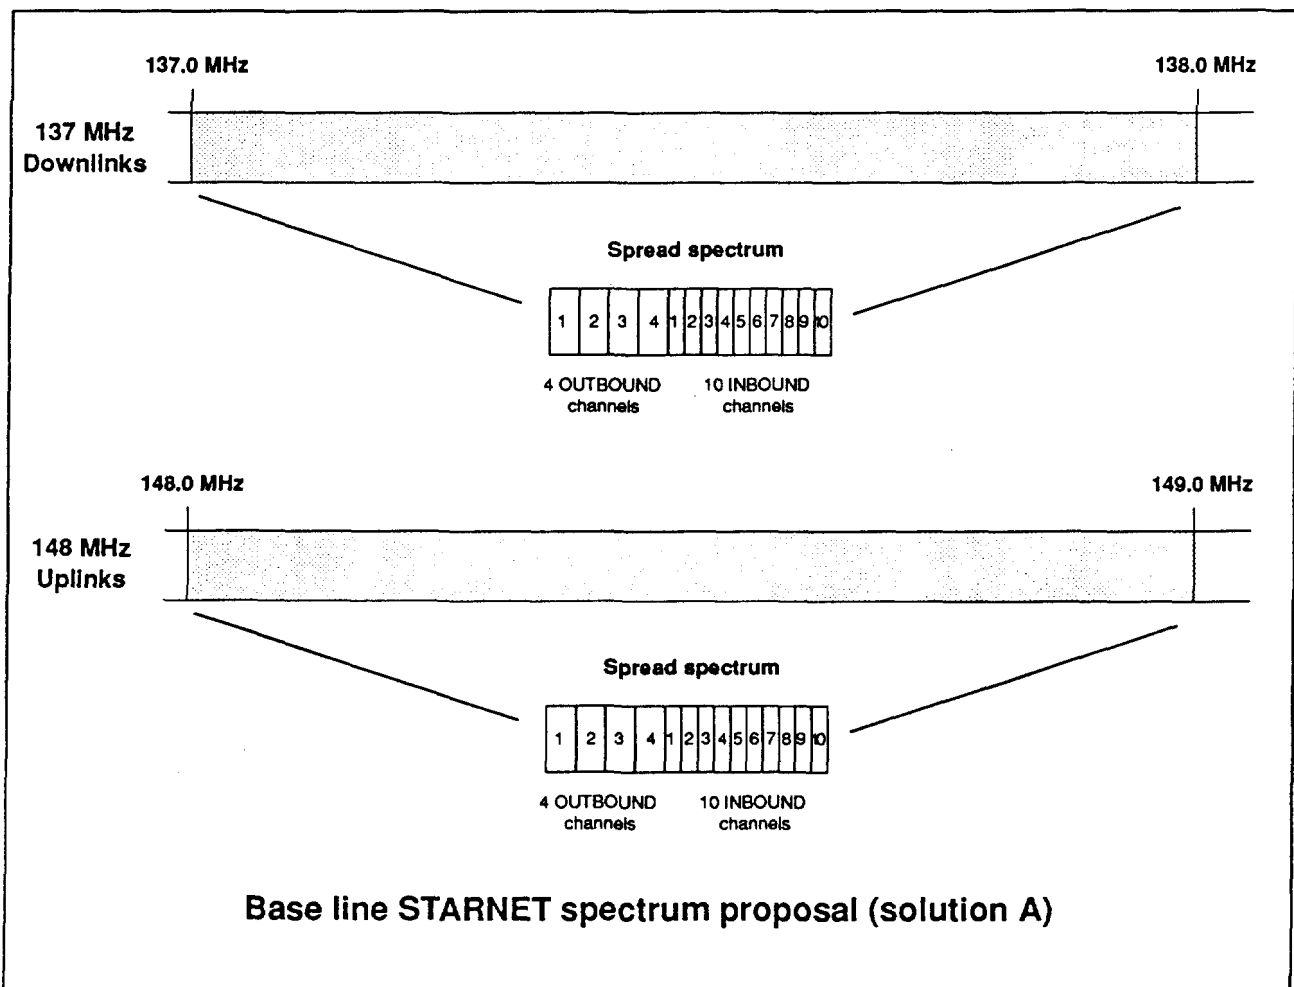 137.0 MHz 138.0 MHz
137 MHz
Downlinks
Spread spectrum
1 2 3 4 1 2 3 4 5 6 7 8 9 10
4 OUTBOUND channels
10 INBOUND channels
148.0 MHz 149.0 MHz
148 MHz
Uplinks
Spread spectrum
1 2 3 4 1 2 3 4 5 6 7 8 9 10
4 OUTBOUND channels
10 INBOUND channels
Base line STARNET spectrum proposal (solution A)